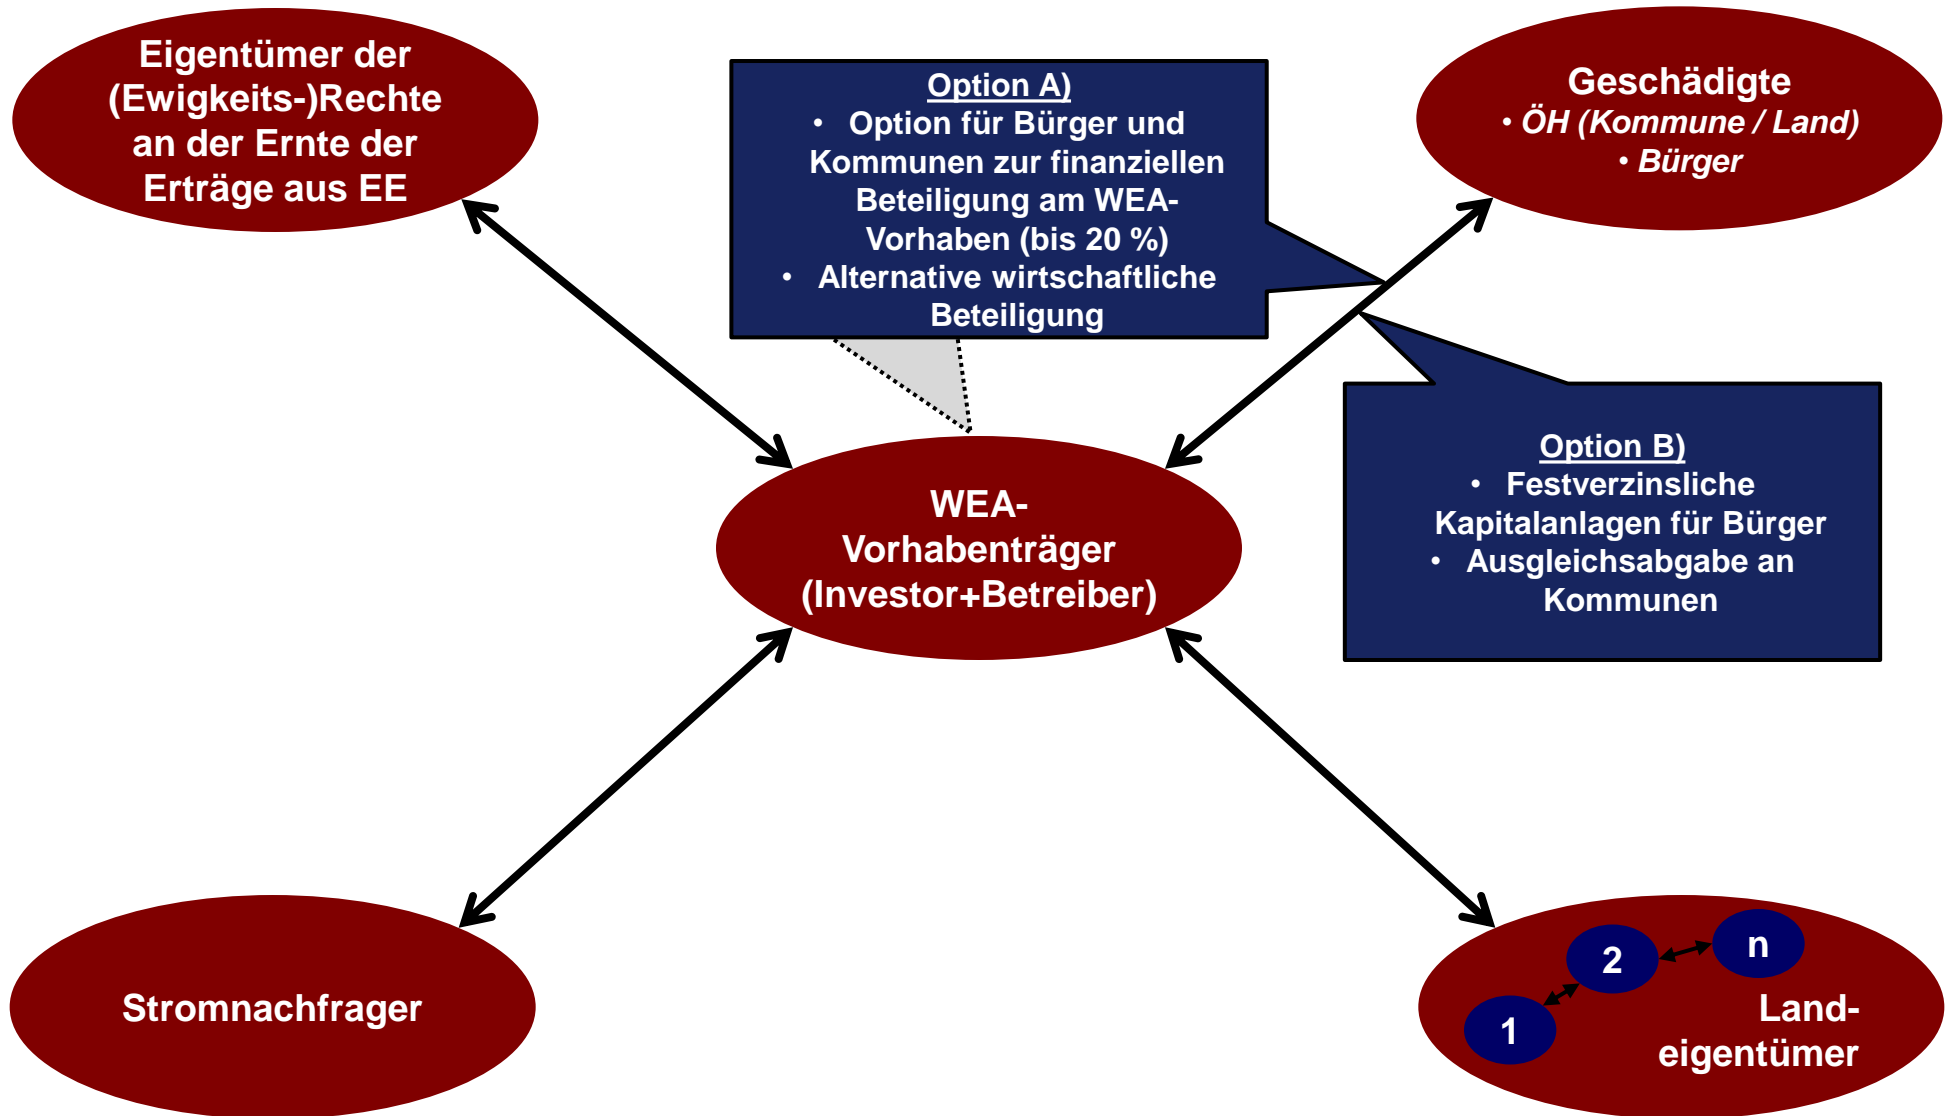 Eigentümer der
(Ewigkeits-)Rechte
an der Ernte der
Erträge aus EE
Option A)
• Option für Bürger und
Kommunen zur finanziellen
Beteiligung am WEA-
Vorhaben (bis 20 %)
• Alternative wirtschaftliche
Beteiligung
Geschädigte
• ÖH (Kommune / Land)
• Bürger
Option B)
• Festverzinsliche
Kapitalanlagen für Bürger
• Ausgleichsabgabe an
Kommunen
WEA-
Vorhabenträger
(Investor+Betreiber)
Stromnachfrager
1
2
n
Land-
eigentümer